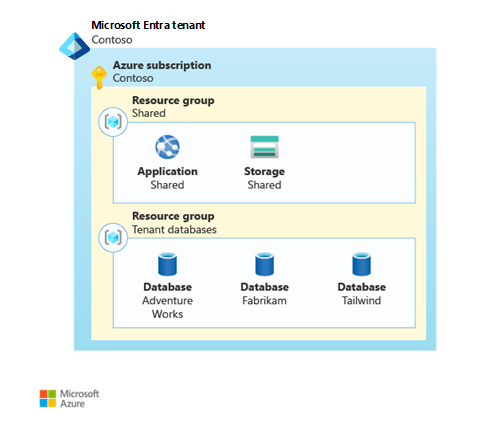 Microsoft Entra tenant
Contoso
Azure subscription
Contoso
Resource group
Shared
Application
Shared
Storage
Shared
Resource group
Tenant databases
Database
Adventure
Works
Database
Fabrikam
Database
Tailwind
Microsoft
Azure